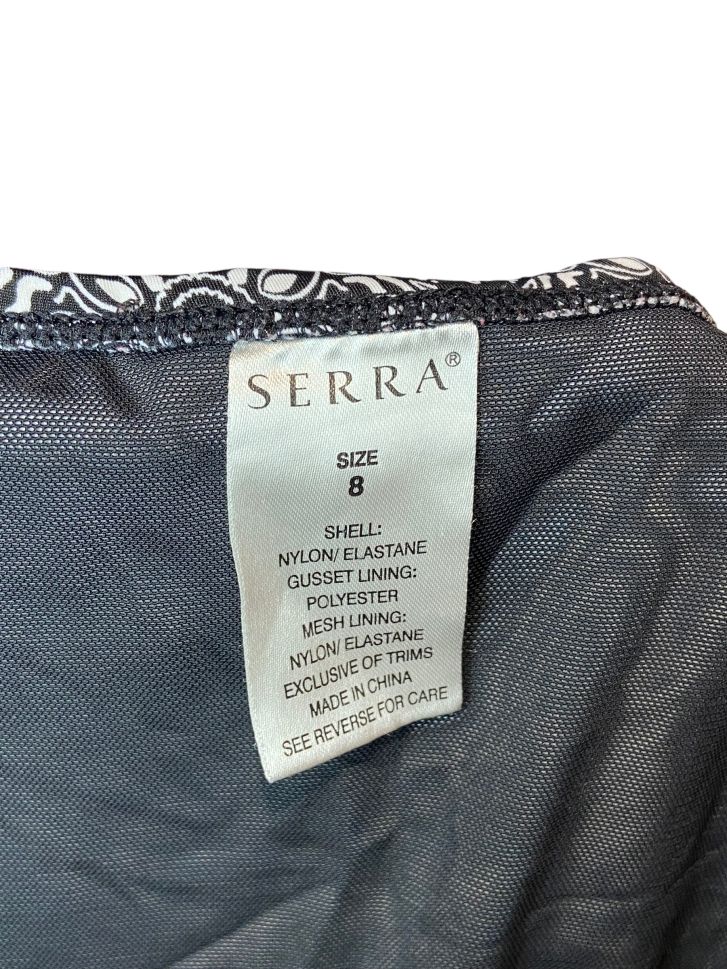 SERRA®
SIZE
8
SHELL:
NYLON/ ELASTANE
GUSSET LINING:
POLYESTER
MESH LINING:
NYLON/ ELASTANE
EXCLUSIVE OF TRIMS
MADE IN CHINA
SEE REVERSE FOR CARE